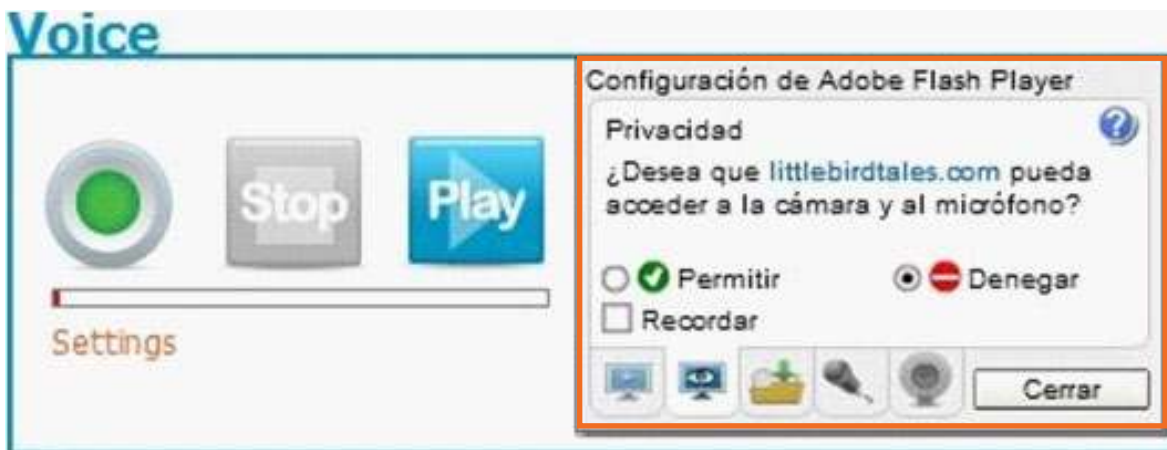 Voice
Stop
Play
Settings
Configuración de Adobe Flash Player
Privacidad
¿Desea que littlebirdtales.com pueda
acceder a la cámara y al micrófono?
Permitir
Denegar
Recordar
Cerrar